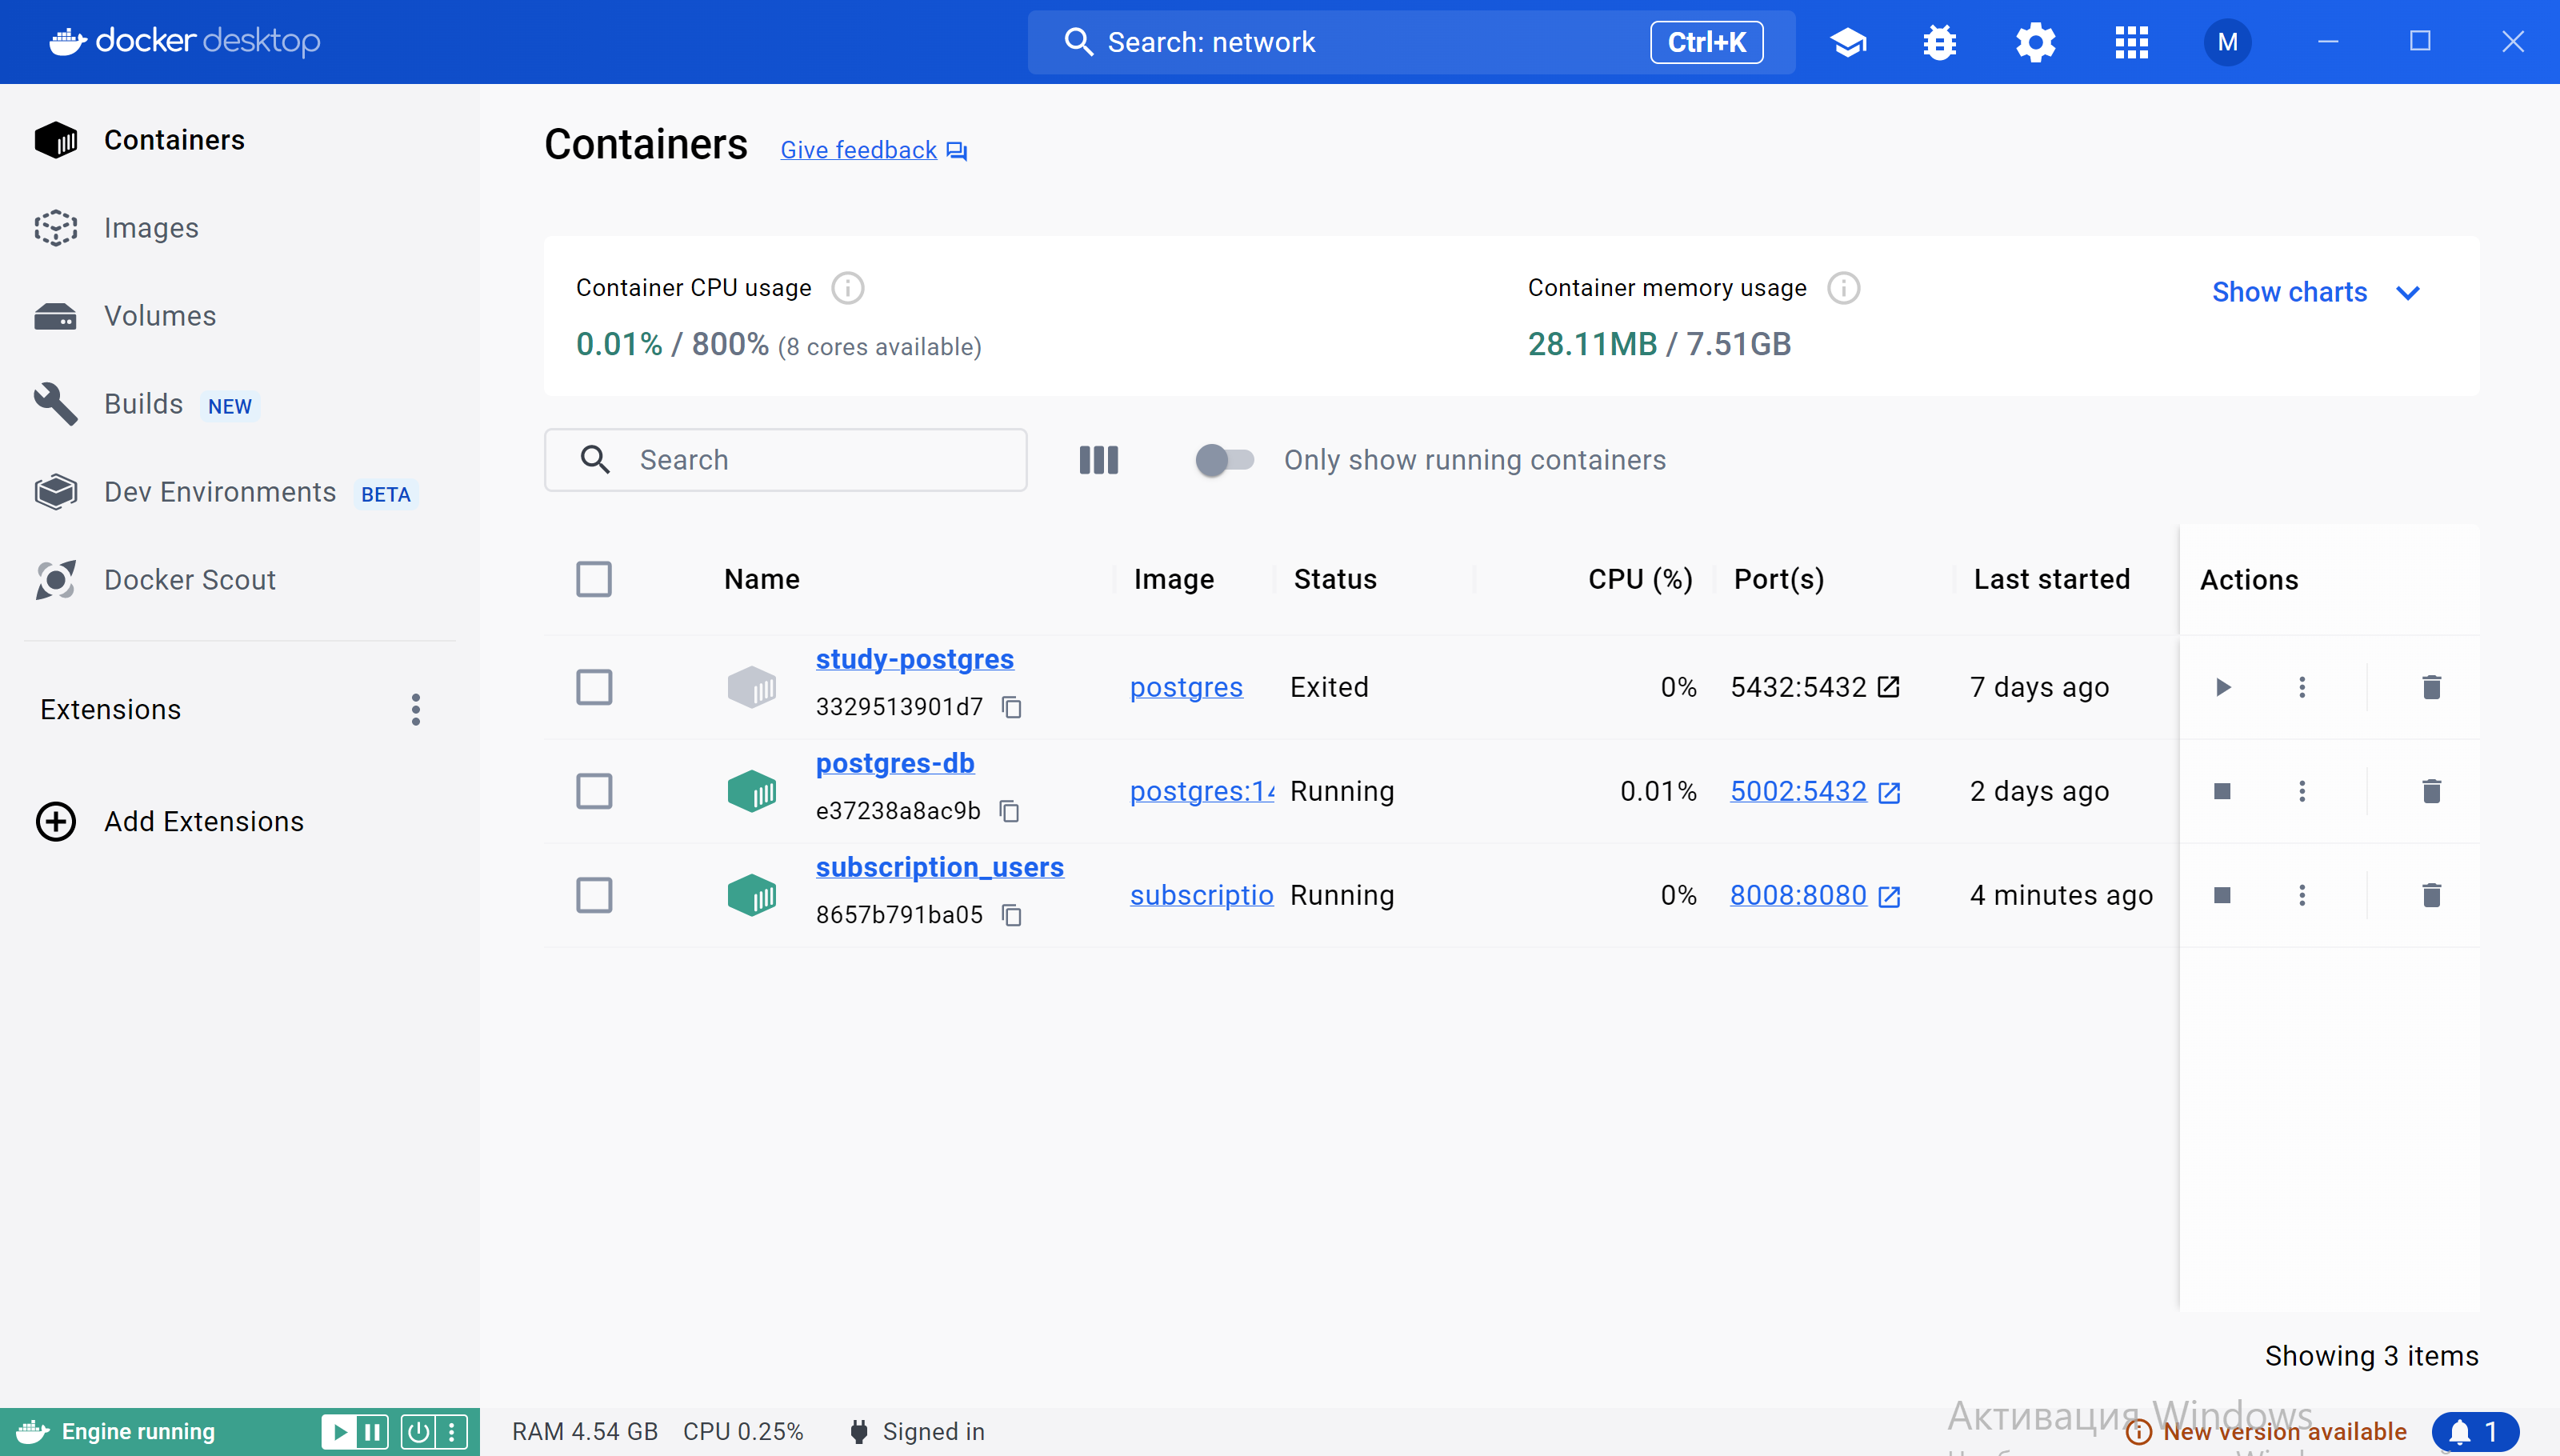 docker desktop
Search: network
Ctrl+K
M
Containers
Images
Volumes
Builds NEW
Dev Environments BETA
Docker Scout
Extensions
Add Extensions
Containers Give feedback
Container CPU usage
0.01% / 800% (8 cores available)
Container memory usage
28.11MB / 7.51GB
Show charts
Search
Only show running containers
Name Image Status CPU (%) Port(s) Last started Actions
study-postgres
3329513901d7
postgres Exited 0% 5432:5432 7 days ago
postgres-db
e37238a8ac9b
postgres:14 Running 0.01% 5002:5432 2 days ago
subscription_users
8657b791ba05
subscriptio Running 0% 8008:8080 4 minutes ago
Showing 3 items
Активация Windows
Engine running
RAM 4.54 GB CPU 0.25% Signed in
New version available
1